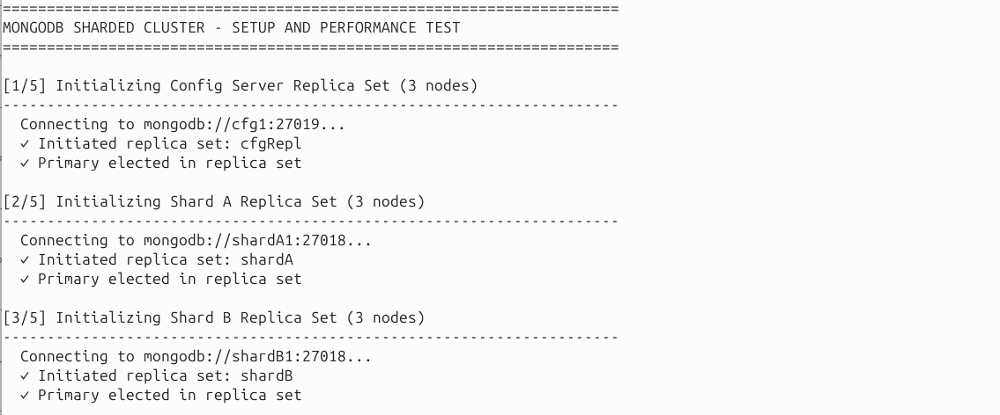 ======================================================================
MONGODB SHARDED CLUSTER - SETUP AND PERFORMANCE TEST
======================================================================
[1/5] Initializing Config Server Replica Set (3 nodes)
----------------------------------------------------------------------
Connecting to mongodb://cfg1:27019...
✓ Initiated replica set: cfgRepl
✓ Primary elected in replica set
[2/5] Initializing Shard A Replica Set (3 nodes)
----------------------------------------------------------------------
Connecting to mongodb://shardA1:27018...
✓ Initiated replica set: shardA
✓ Primary elected in replica set
[3/5] Initializing Shard B Replica Set (3 nodes)
----------------------------------------------------------------------
Connecting to mongodb://shardB1:27018...
✓ Initiated replica set: shardB
✓ Primary elected in replica set